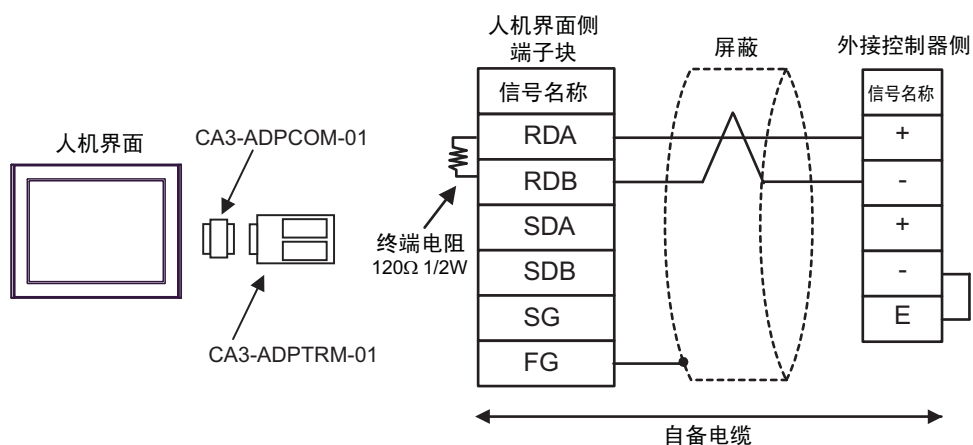 人机界面
CA3-ADPCOM-01
CA3-ADPTRM-01
终端电阻
120Ω 1/2W
人机界面侧
端子块
信号名称
RDA
RDB
SDA
SDB
SG
FG
屏蔽
外接控制器侧
信号名称
+
-
+
-
E
自备电缆